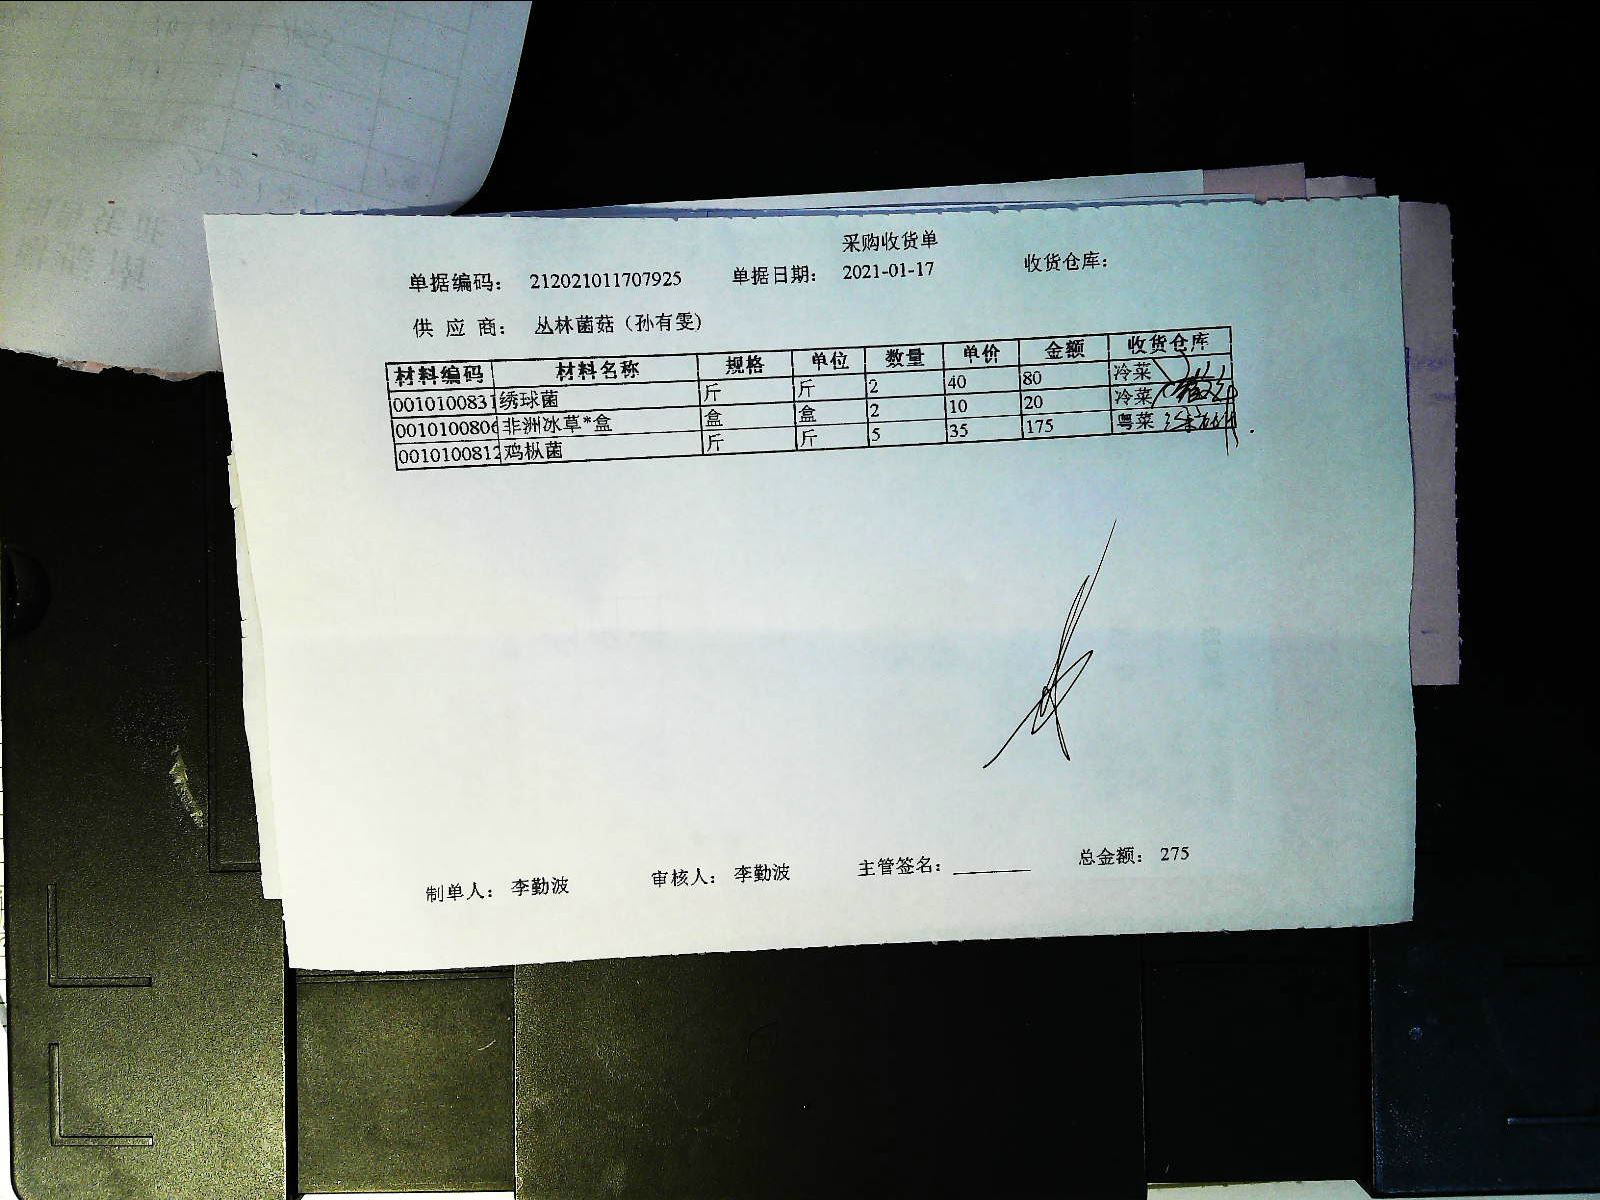 采购收货单
单据编码： 212021011707925 单据日期： 2021-01-17 收货仓库：
供 应 商： 丛林菌菇（孙有雯）
材料编码 材料名称 规格 单位 数量 单价 金额 收货仓库
0010100831 绣球菌 斤 斤 2 40 80 冷菜
0010100806 非洲冰草*盒 盒 盒 2 10 20 冷菜
0010100812 鸡枞菌 斤 斤 5 35 175 粤菜
制单人： 李勤波 审核人： 李勤波 主管签名： 总金额： 275